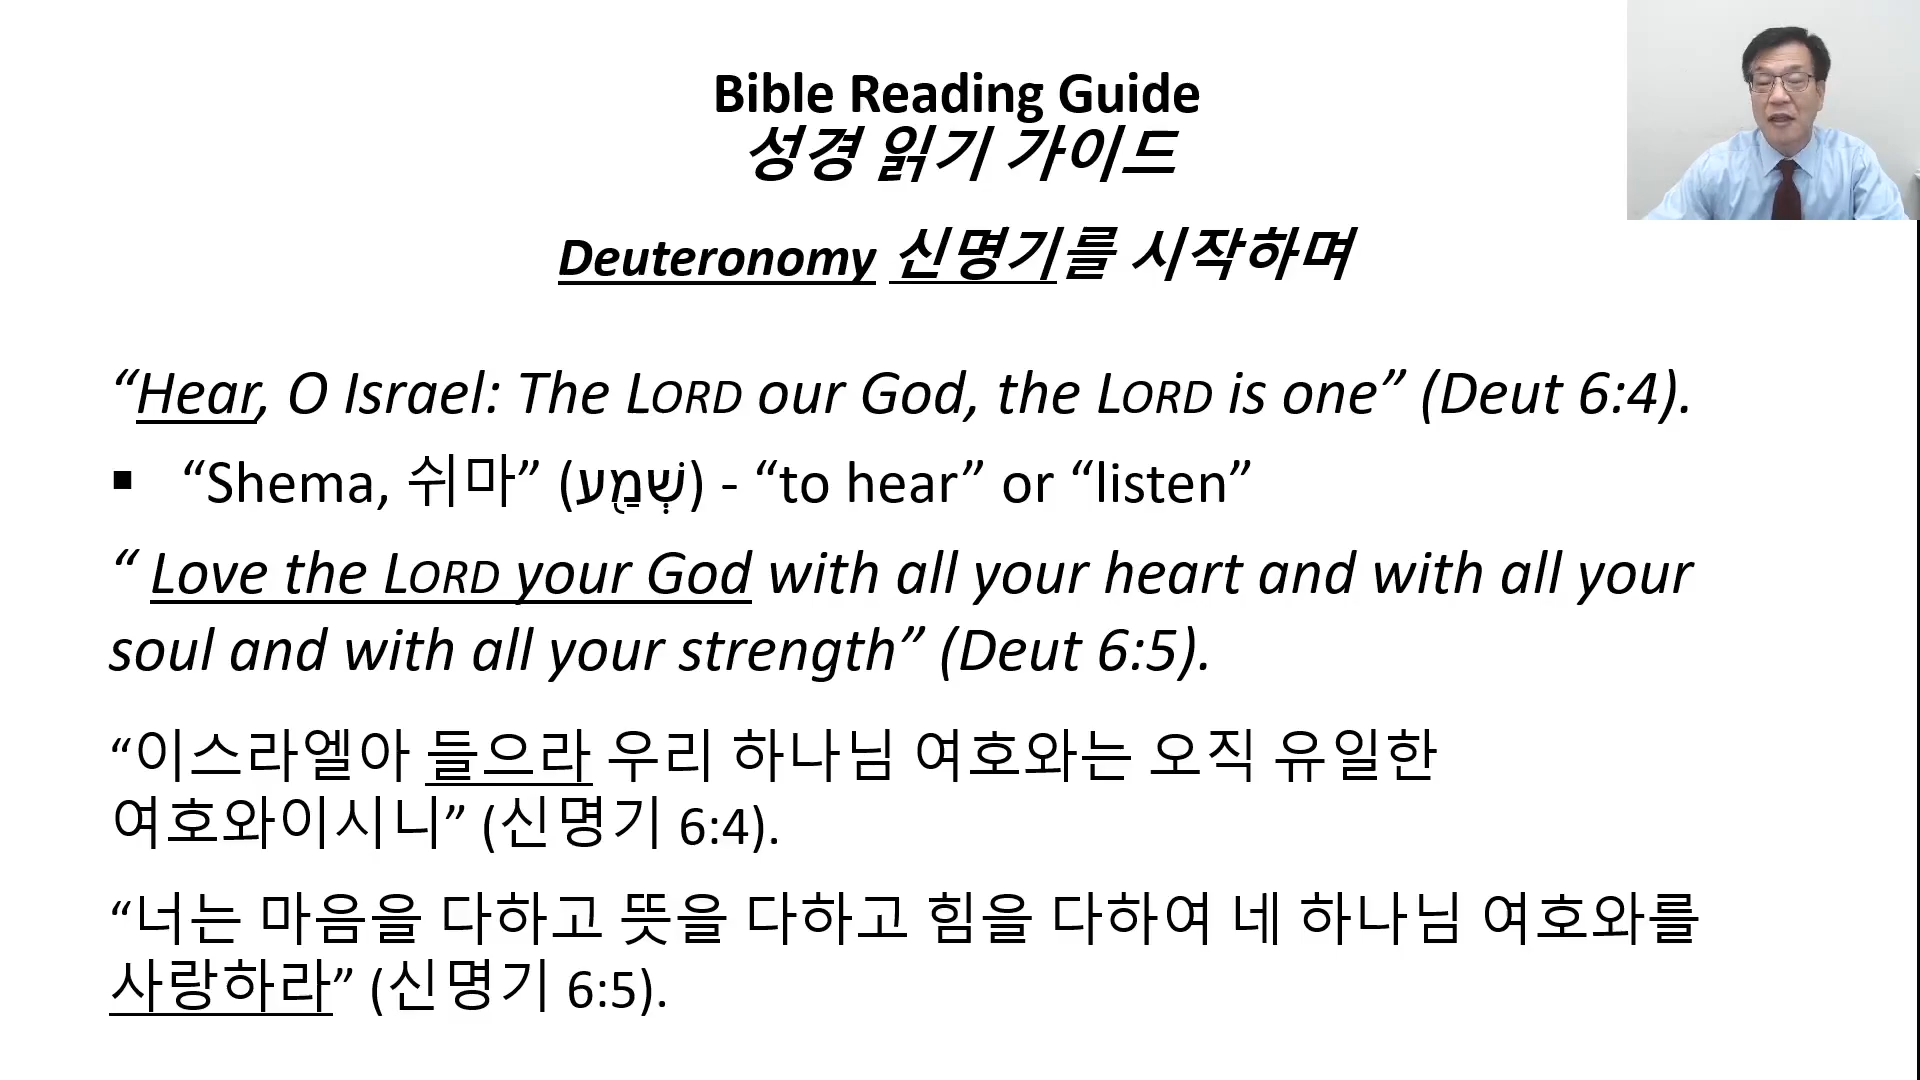 Bible Reading Guide
성경 읽기 가이드
Deuteronomy 신명기를 시작하며
“Hear, O Israel: The LORD our God, the LORD is one” (Deut 6:4).
▪ “Shema, 쉬마” (שְׁמַ֖ע) - “to hear” or “listen”
“ Love the LORD your God with all your heart and with all your
soul and with all your strength” (Deut 6:5).
“이스라엘아 들으라 우리 하나님 여호와는 오직 유일한
여호와이시니” (신명기 6:4).
“너는 마음을 다하고 뜻을 다하고 힘을 다하여 네 하나님 여호와를
사랑하라” (신명기 6:5).